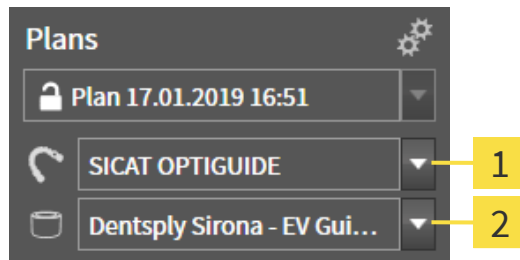 Plans
Plan 17.01.2019 16:51
SICAT OPTIGUIDE
1
Dentsply Sirona - EV Gui...
2